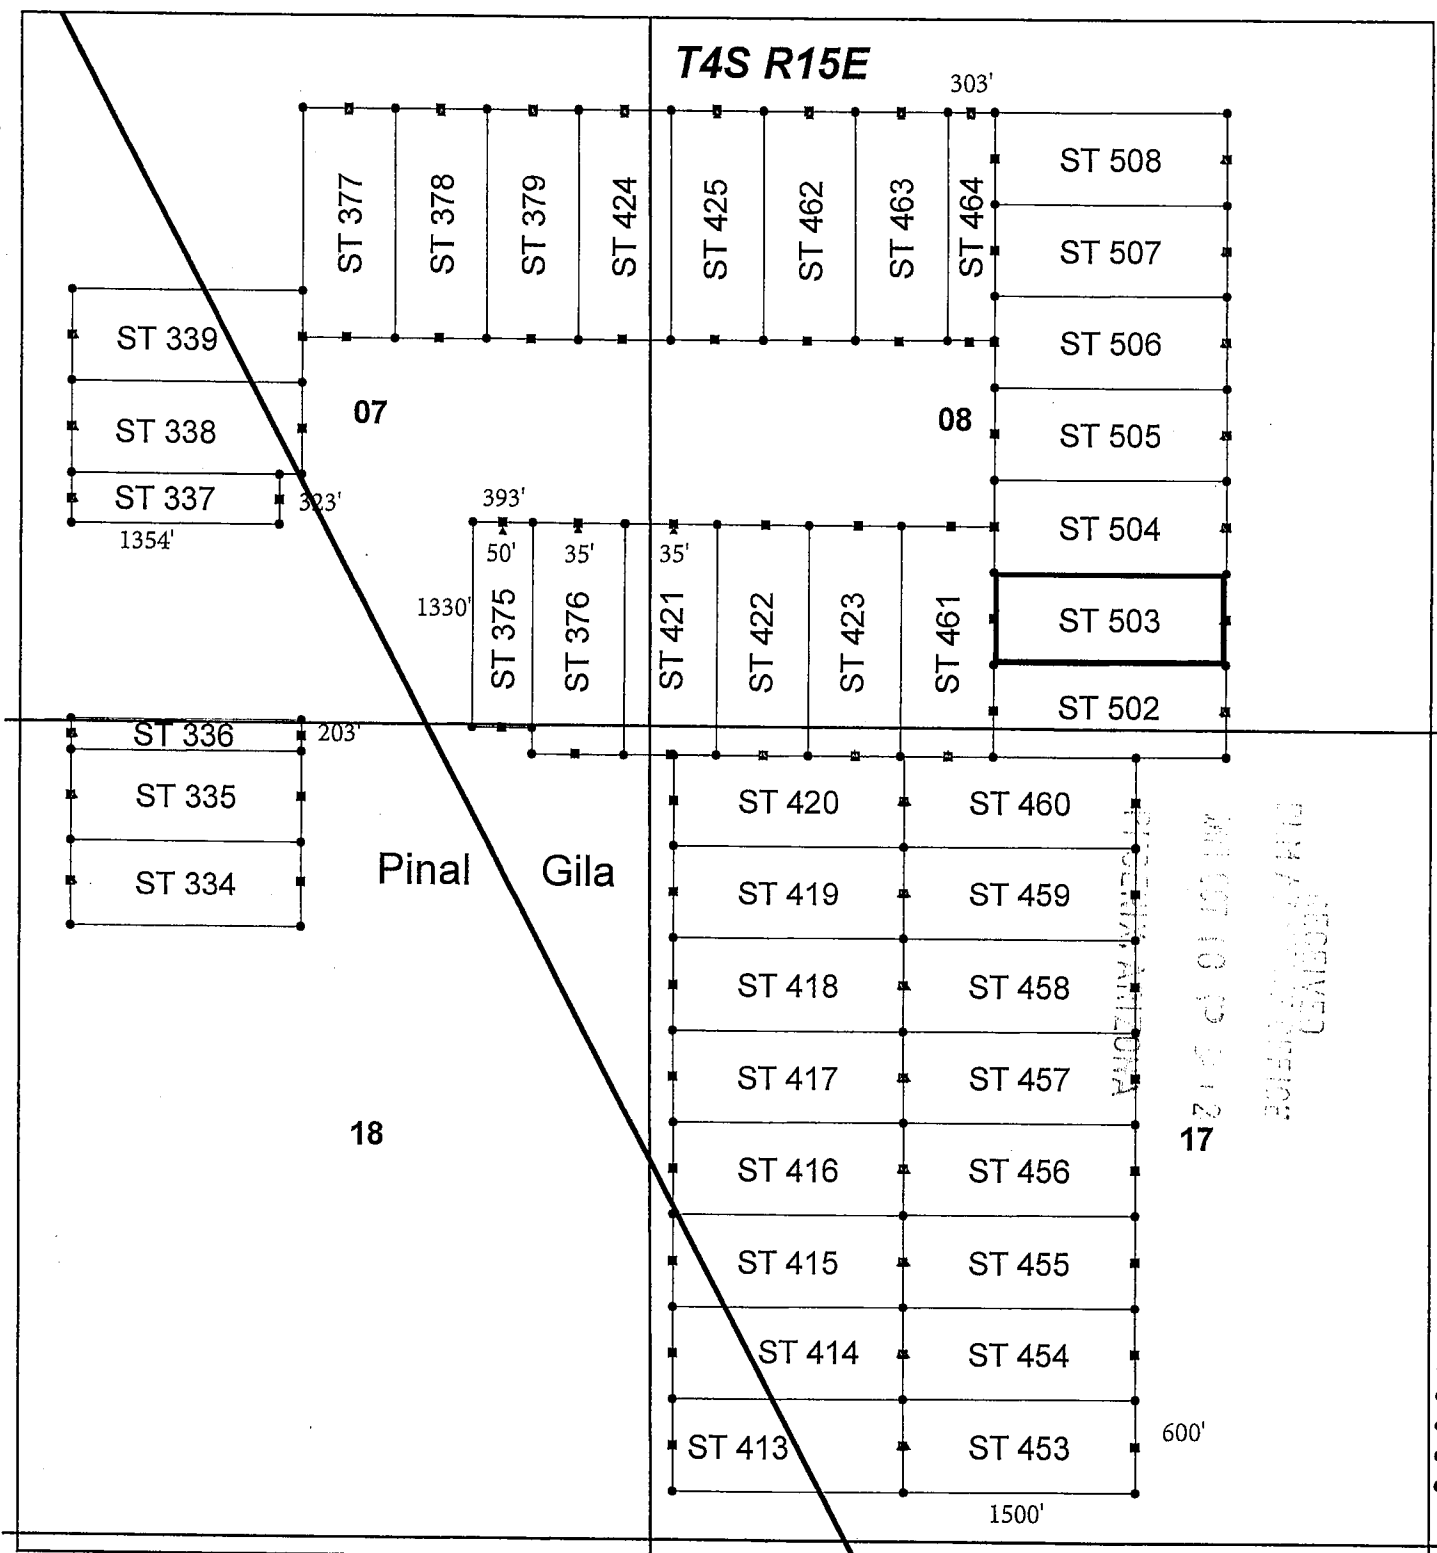 T4S R15E
303'
ST 377
ST 378
ST 379
ST 424
ST 425
ST 462
ST 463
ST 464
ST 508
ST 507
ST 506
ST 505
ST 504
ST 503
ST 502
ST 339
ST 338
ST 337
323'
1354'
07
08
393'
50'
35'
35'
1330'
ST 375
ST 376
ST 421
ST 422
ST 423
ST 461
ST 336
203'
ST 335
ST 334
Pinal
Gila
ST 420
ST 460
ST 419
ST 459
ST 418
ST 458
ST 417
ST 457
ST 416
ST 456
ST 415
ST 455
ST 414
ST 454
ST 413
ST 453
600'
1500'
18
17
RECEIVED
PHOENIX, ARIZONA